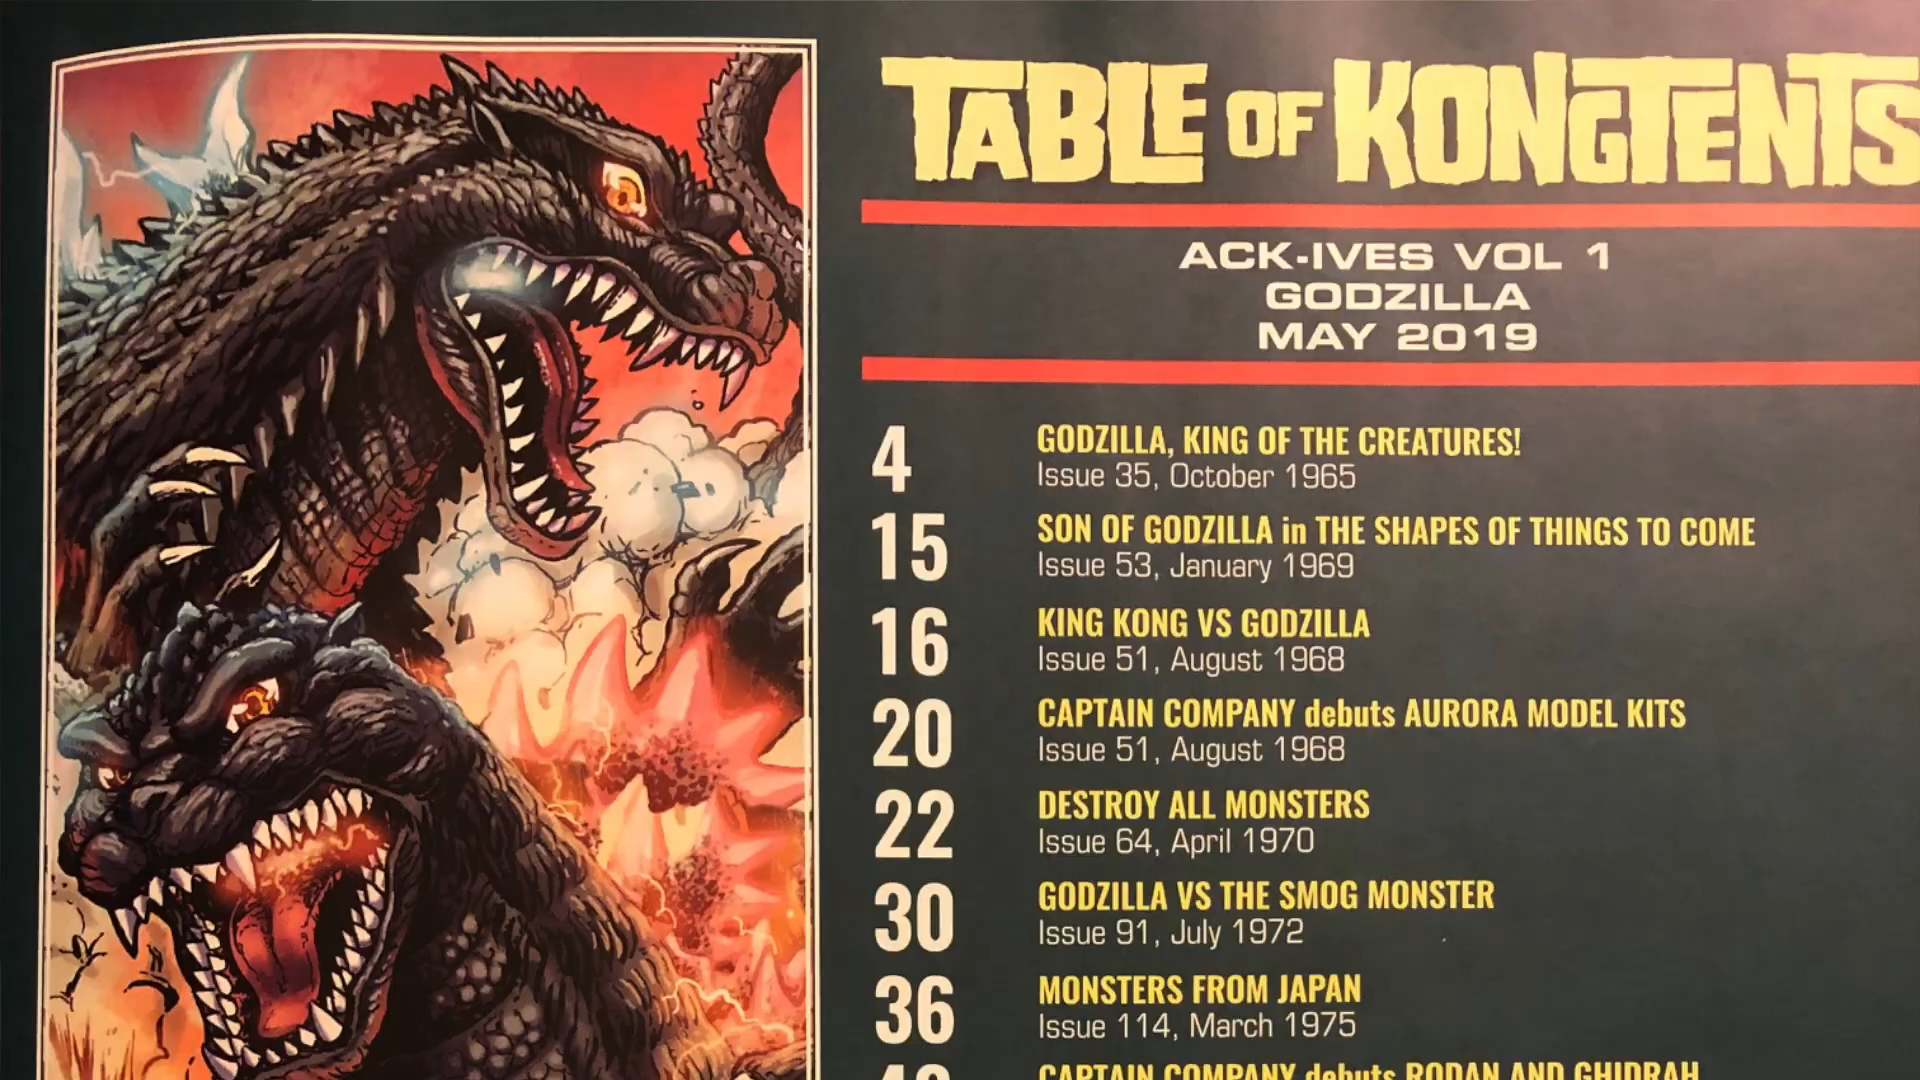 TABLE OF KONGTENTS
ACK-IVES VOL 1
GODZILLA
MAY 2019
4 GODZILLA, KING OF THE CREATURES!
Issue 35, October 1965
15 SON OF GODZILLA in THE SHAPES OF THINGS TO COME
Issue 53, January 1969
16 KING KONG VS GODZILLA
Issue 51, August 1968
20 CAPTAIN COMPANY debuts AURORA MODEL KITS
Issue 51, August 1968
22 DESTROY ALL MONSTERS
Issue 64, April 1970
30 GODZILLA VS THE SMOG MONSTER
Issue 91, July 1972
36 MONSTERS FROM JAPAN
Issue 114, March 1975
CAPTAIN COMPANY debuts RODAN AND GHIDRAH